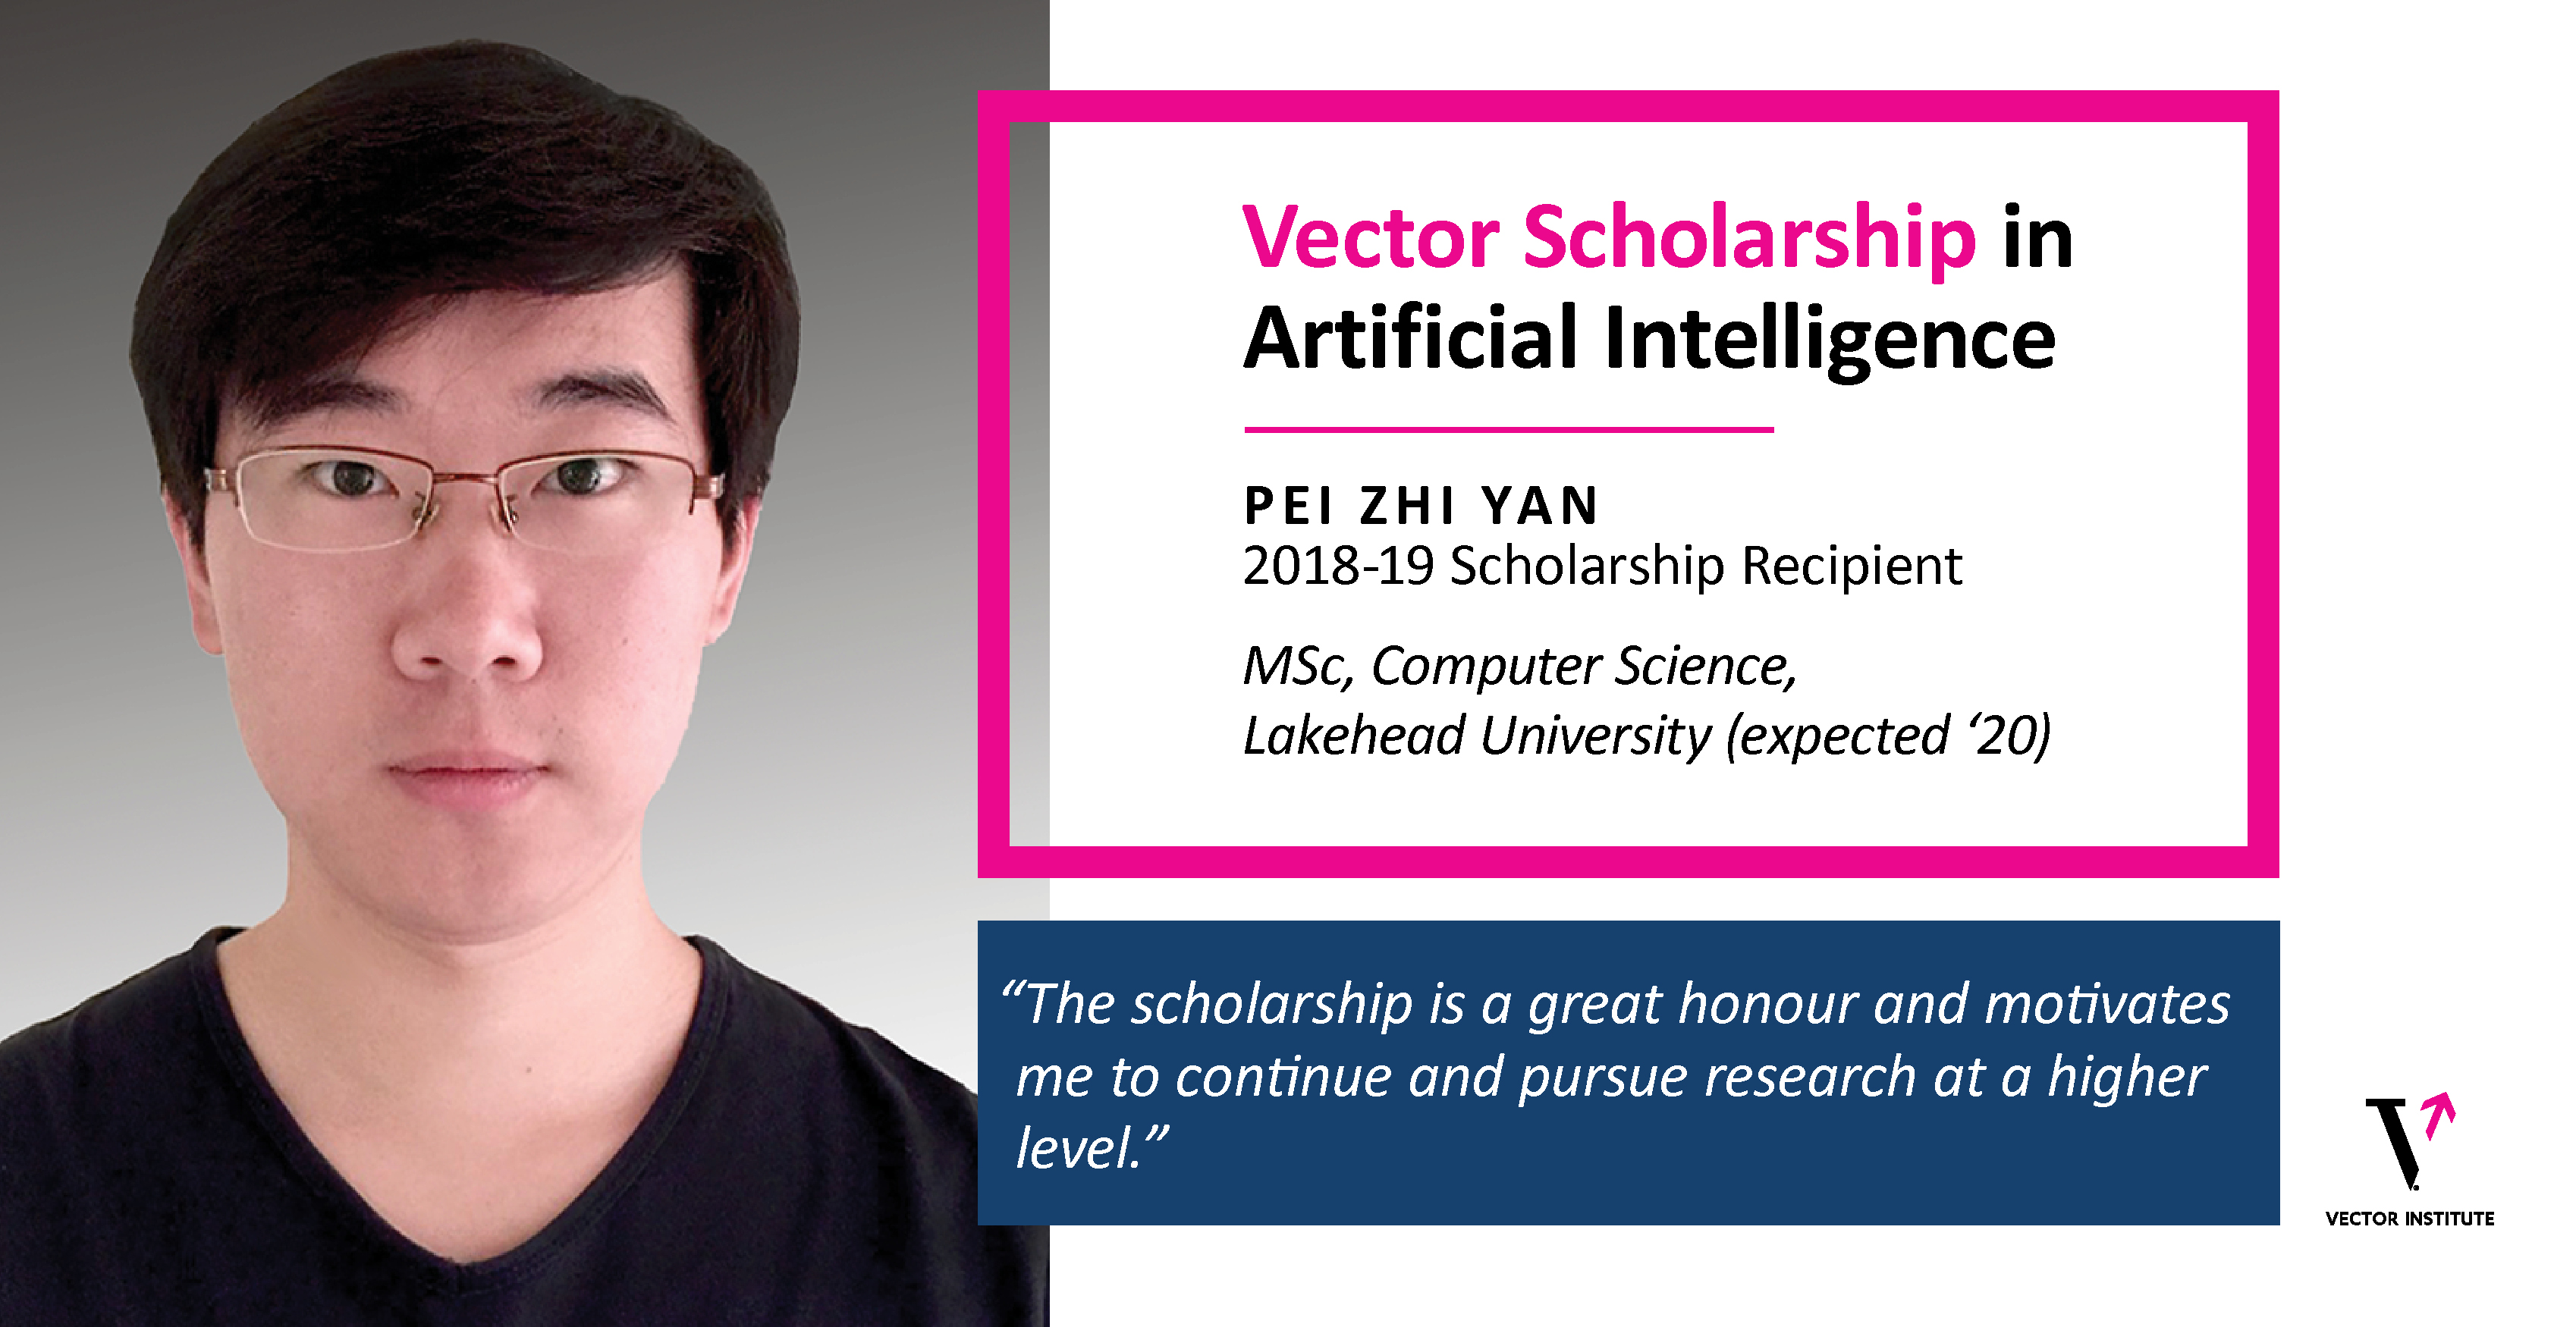 Vector Scholarship in
Artificial Intelligence
PEI ZHI YAN
2018-19 Scholarship Recipient
MSc, Computer Science,
Lakehead University (expected ‘20)
“The scholarship is a great honour and motivates
me to continue and pursue research at a higher
level.”
VECTOR INSTITUTE